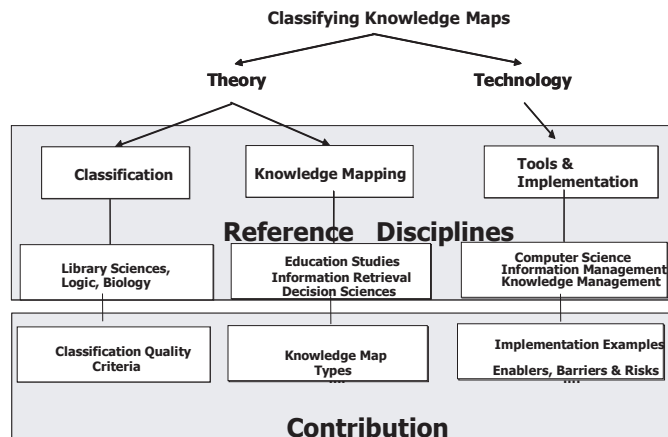 Classifying Knowledge Maps
Theory
Technology
Classification
Knowledge Mapping
Tools &
Implementation
Reference Disciplines
Library Sciences,
Logic, Biology
Education Studies
Information Retrieval
Decision Sciences
Computer Science
Information Management
Knowledge Management
Classification Quality
Criteria
Knowledge Map
Types
....
Implementation Examples
Enablers, Barriers & Risks
....
Contribution